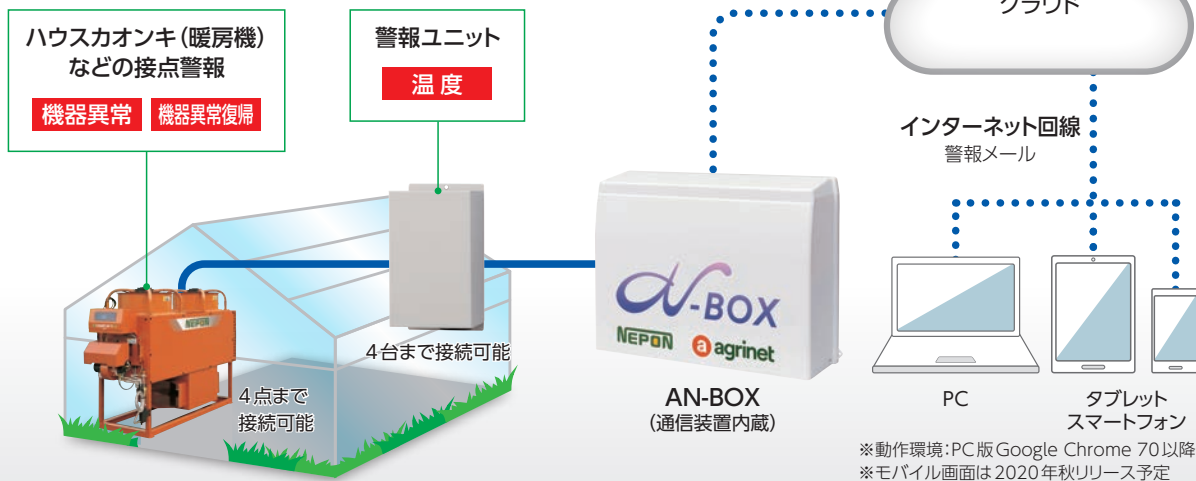 クラウド
ハウスカオンキ（暖房機）
などの接点警報
機器異常 機器異常復帰
警報ユニット
温度
インターネット回線
警報メール
NEPON
4点まで
接続可能
4台まで接続可能
AN-BOX
NEPON agrinet
AN-BOX
（通信装置内蔵）
PC
タブレット
スマートフォン
※動作環境：PC版Google Chrome 70以降
※モバイル画面は2020年秋リリース予定